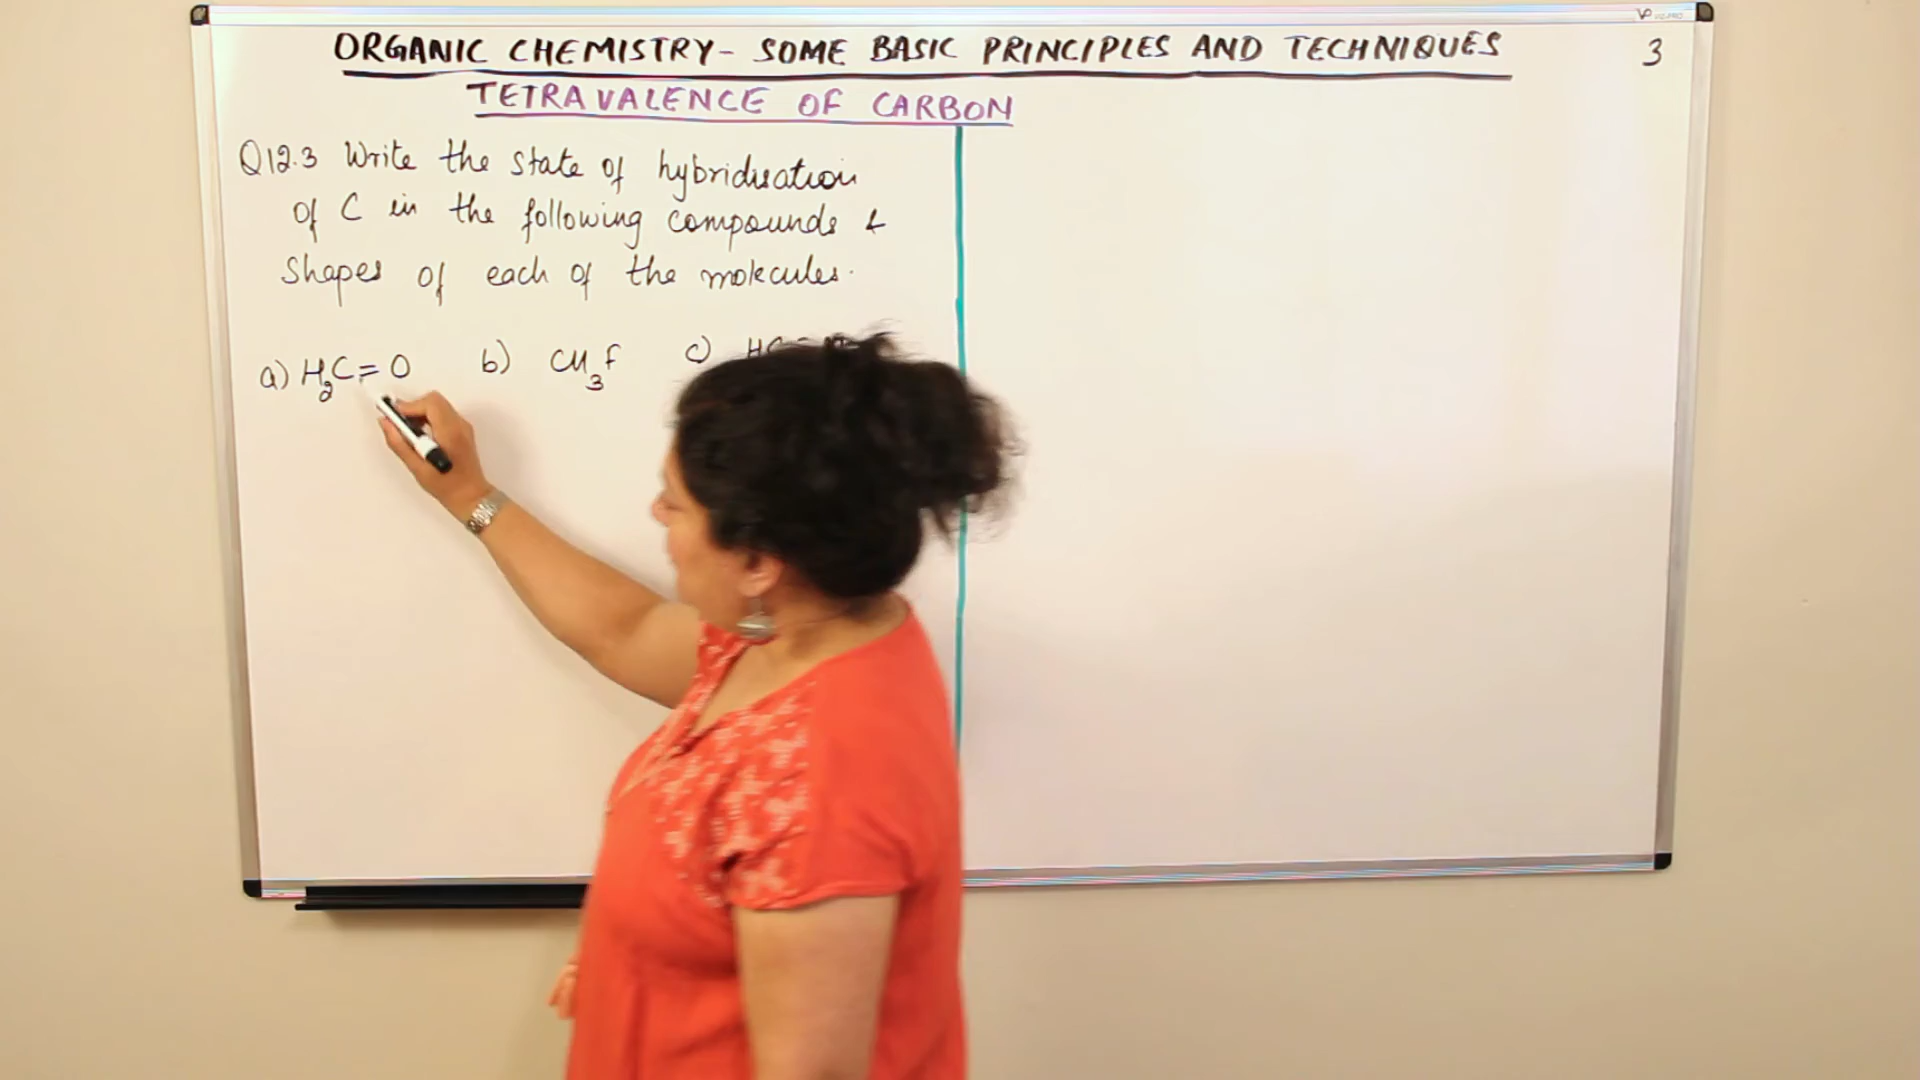 ORGANIC CHEMISTRY- SOME BASIC PRINCIPLES AND TECHNIQUES 3
TETRAVALENCE OF CARBON
Q12.3 Write the state of hybridisation
of C in the following compounds &
Shapes of each of the molecules.
a) H₂C=O b) CH₃F c) HC